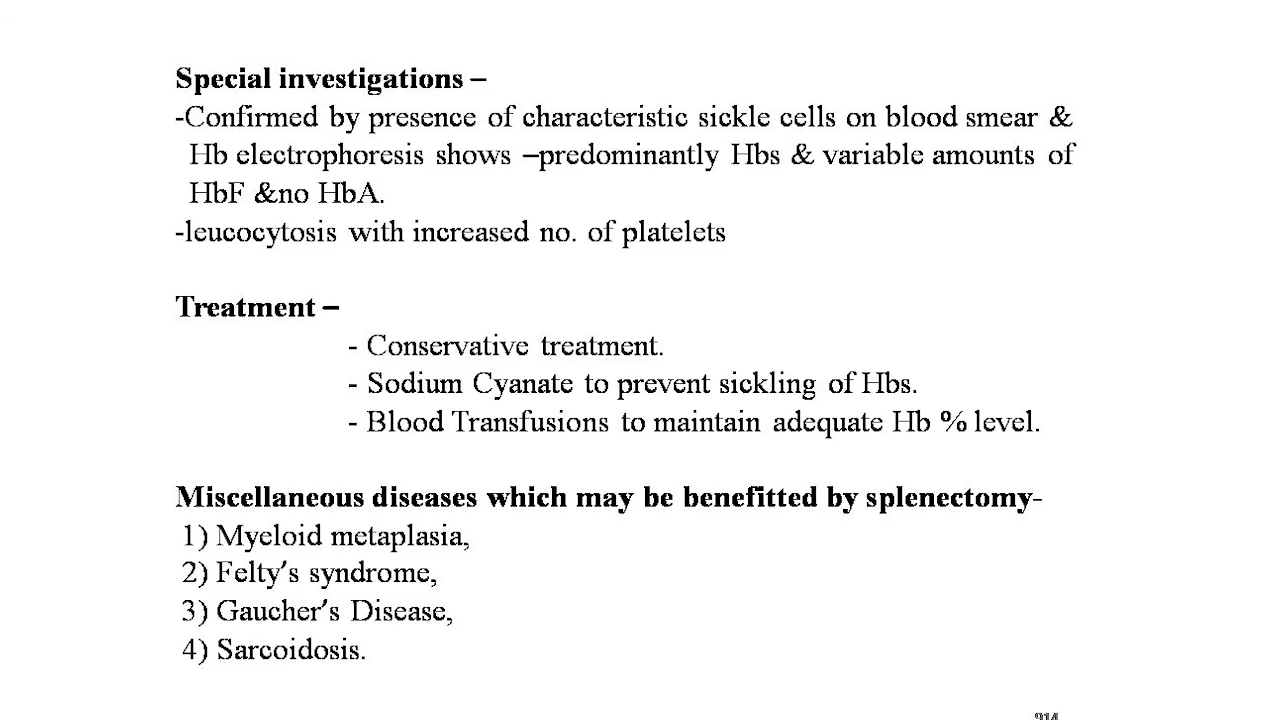 Special investigations –
-Confirmed by presence of characteristic sickle cells on blood smear &
Hb electrophoresis shows –predominantly Hbs & variable amounts of
HbF &no HbA.
-leucocytosis with increased no. of platelets
Treatment –
- Conservative treatment.
- Sodium Cyanate to prevent sickling of Hbs.
- Blood Transfusions to maintain adequate Hb % level.
Miscellaneous diseases which may be benefitted by splenectomy-
1) Myeloid metaplasia,
2) Felty’s syndrome,
3) Gaucher’s Disease,
4) Sarcoidosis.